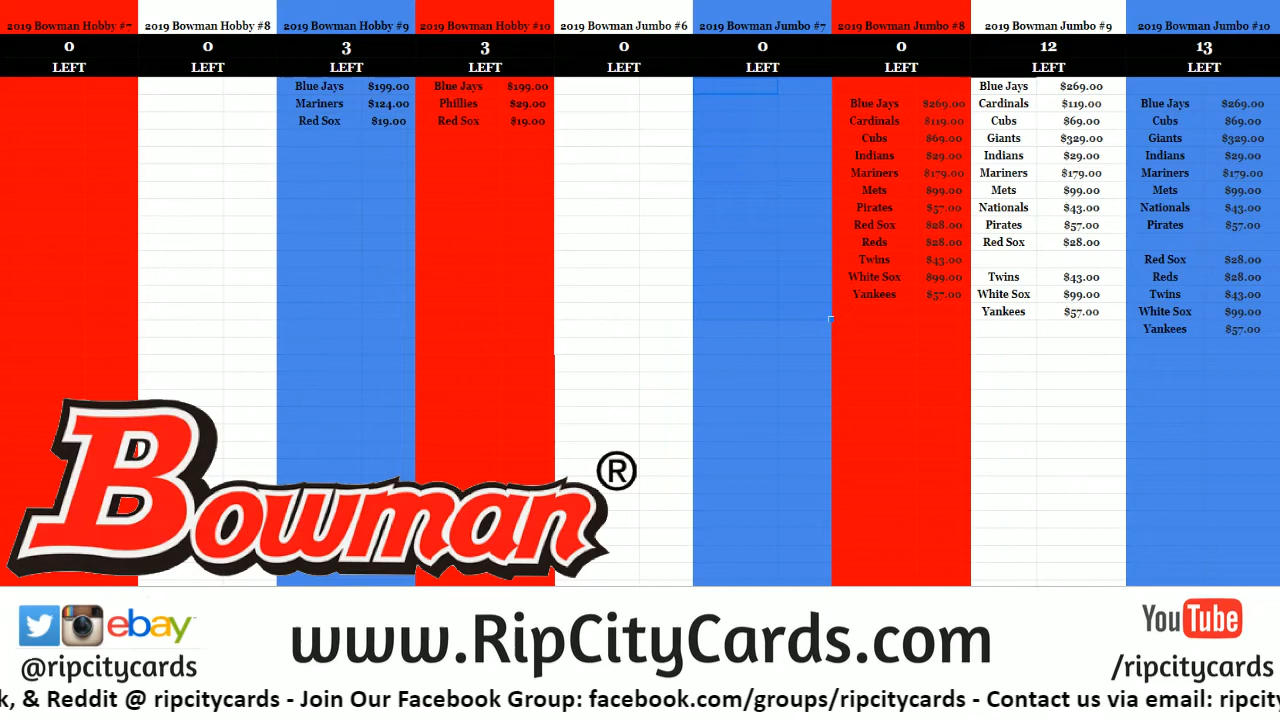 2019 Bowman Hobby #7 2019 Bowman Hobby #8 2019 Bowman Hobby #9 2019 Bowman Hobby #10 2019 Bowman Jumbo #6 2019 Bowman Jumbo #7 2019 Bowman Jumbo #8 2019 Bowman Jumbo #9 2019 Bowman Jumbo #10
0 0 3 3 0 0 0 12 13
LEFT LEFT LEFT LEFT LEFT LEFT LEFT LEFT LEFT
Blue Jays $199.00 Blue Jays $199.00 Blue Jays $269.00
Mariners $124.00 Phillies $29.00 Blue Jays $269.00 Cardinals $119.00 Blue Jays $269.00
Red Sox $19.00 Red Sox $19.00 Cardinals $119.00 Cubs $69.00 Cubs $69.00
Cubs $69.00 Giants $329.00 Giants $329.00
Indians $29.00 Indians $29.00 Indians $29.00
Mariners $179.00 Mariners $179.00 Mariners $179.00
Mets $99.00 Mets $99.00 Mets $99.00
Pirates $57.00 Nationals $43.00 Nationals $43.00
Red Sox $28.00 Pirates $57.00 Pirates $57.00
Reds $28.00 Red Sox $28.00
Twins $43.00 Red Sox $28.00
White Sox $99.00 Twins $43.00 Reds $28.00
Yankees $57.00 White Sox $99.00 Twins $43.00
Yankees $57.00 White Sox $99.00
Yankees $57.00
Bowman ®
ebay
@ripcitycards
www.RipCityCards.com
YouTube
/ripcitycards
k, & Reddit @ ripcitycards - Join Our Facebook Group: facebook.com/groups/ripcitycards - Contact us via email: ripcity